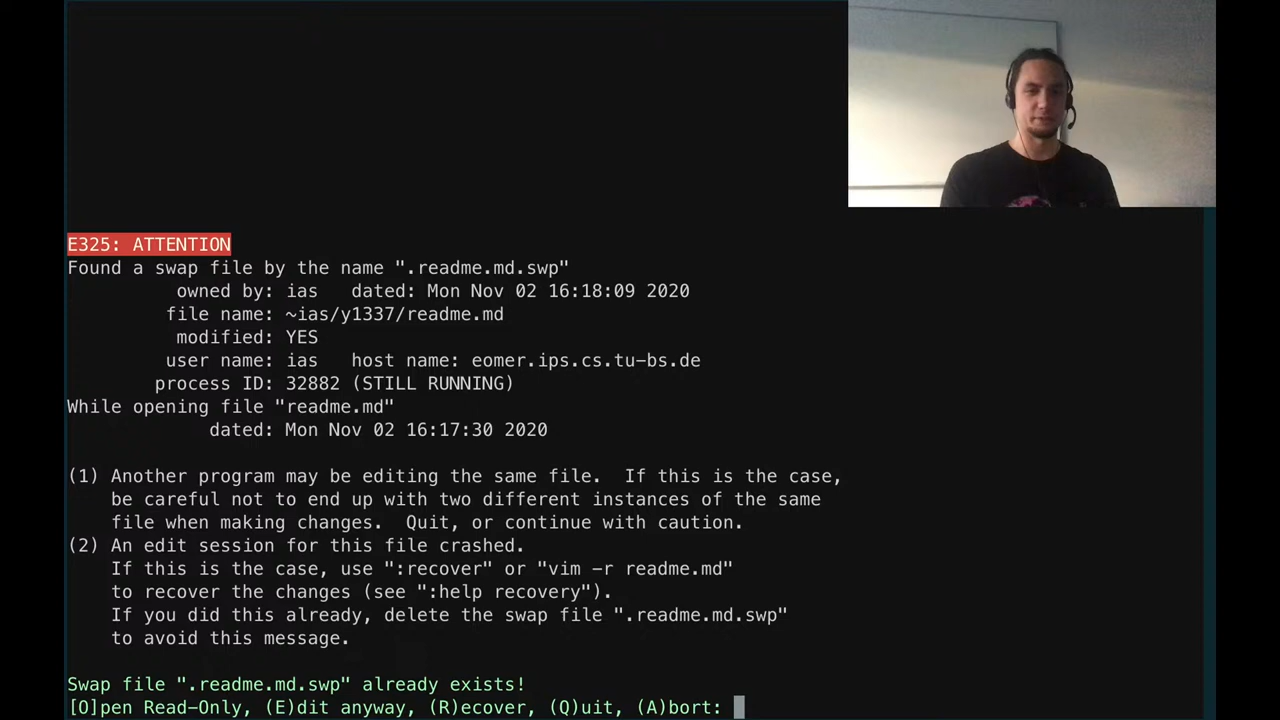 E325: ATTENTION
Found a swap file by the name ".readme.md.swp"
owned by: ias   dated: Mon Nov 02 16:18:09 2020
file name: ~ias/y1337/readme.md
modified: YES
user name: ias   host name: eomer.ips.cs.tu-bs.de
process ID: 32882 (STILL RUNNING)
While opening file "readme.md"
dated: Mon Nov 02 16:17:30 2020
(1) Another program may be editing the same file.  If this is the case,
be careful not to end up with two different instances of the same
file when making changes.  Quit, or continue with caution.
(2) An edit session for this file crashed.
If this is the case, use ":recover" or "vim -r readme.md"
to recover the changes (see ":help recovery").
If you did this already, delete the swap file ".readme.md.swp"
to avoid this message.
Swap file ".readme.md.swp" already exists!
[O]pen Read-Only, (E)dit anyway, (R)ecover, (Q)uit, (A)bort: